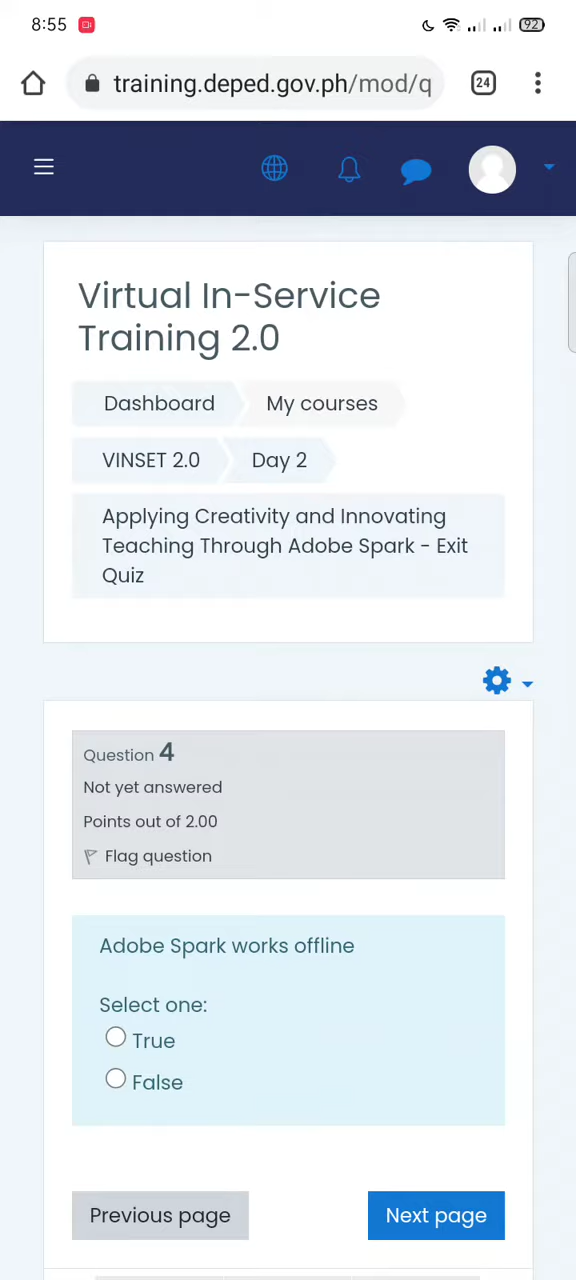 8:55
92
training.deped.gov.ph/mod/q
24
Virtual In-Service
Training 2.0
Dashboard
My courses
VINSET 2.0
Day 2
Applying Creativity and Innovating
Teaching Through Adobe Spark - Exit
Quiz
Question 4
Not yet answered
Points out of 2.00
Flag question
Adobe Spark works offline
Select one:
True
False
Previous page
Next page